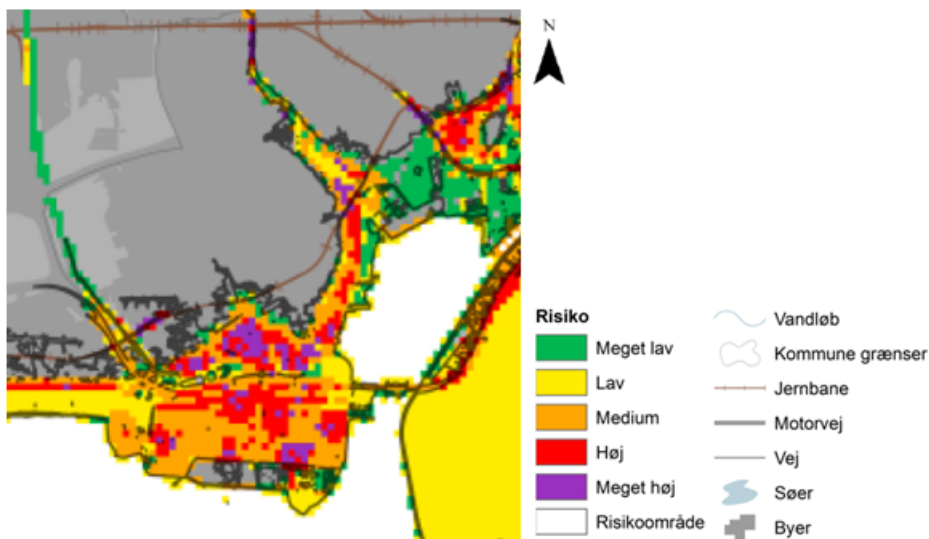 N
Risiko
Meget lav
Lav
Medium
Høj
Meget høj
Risikoområde
Vandløb
Kommune grænser
Jernbane
Motorvej
Vej
Søer
Byer